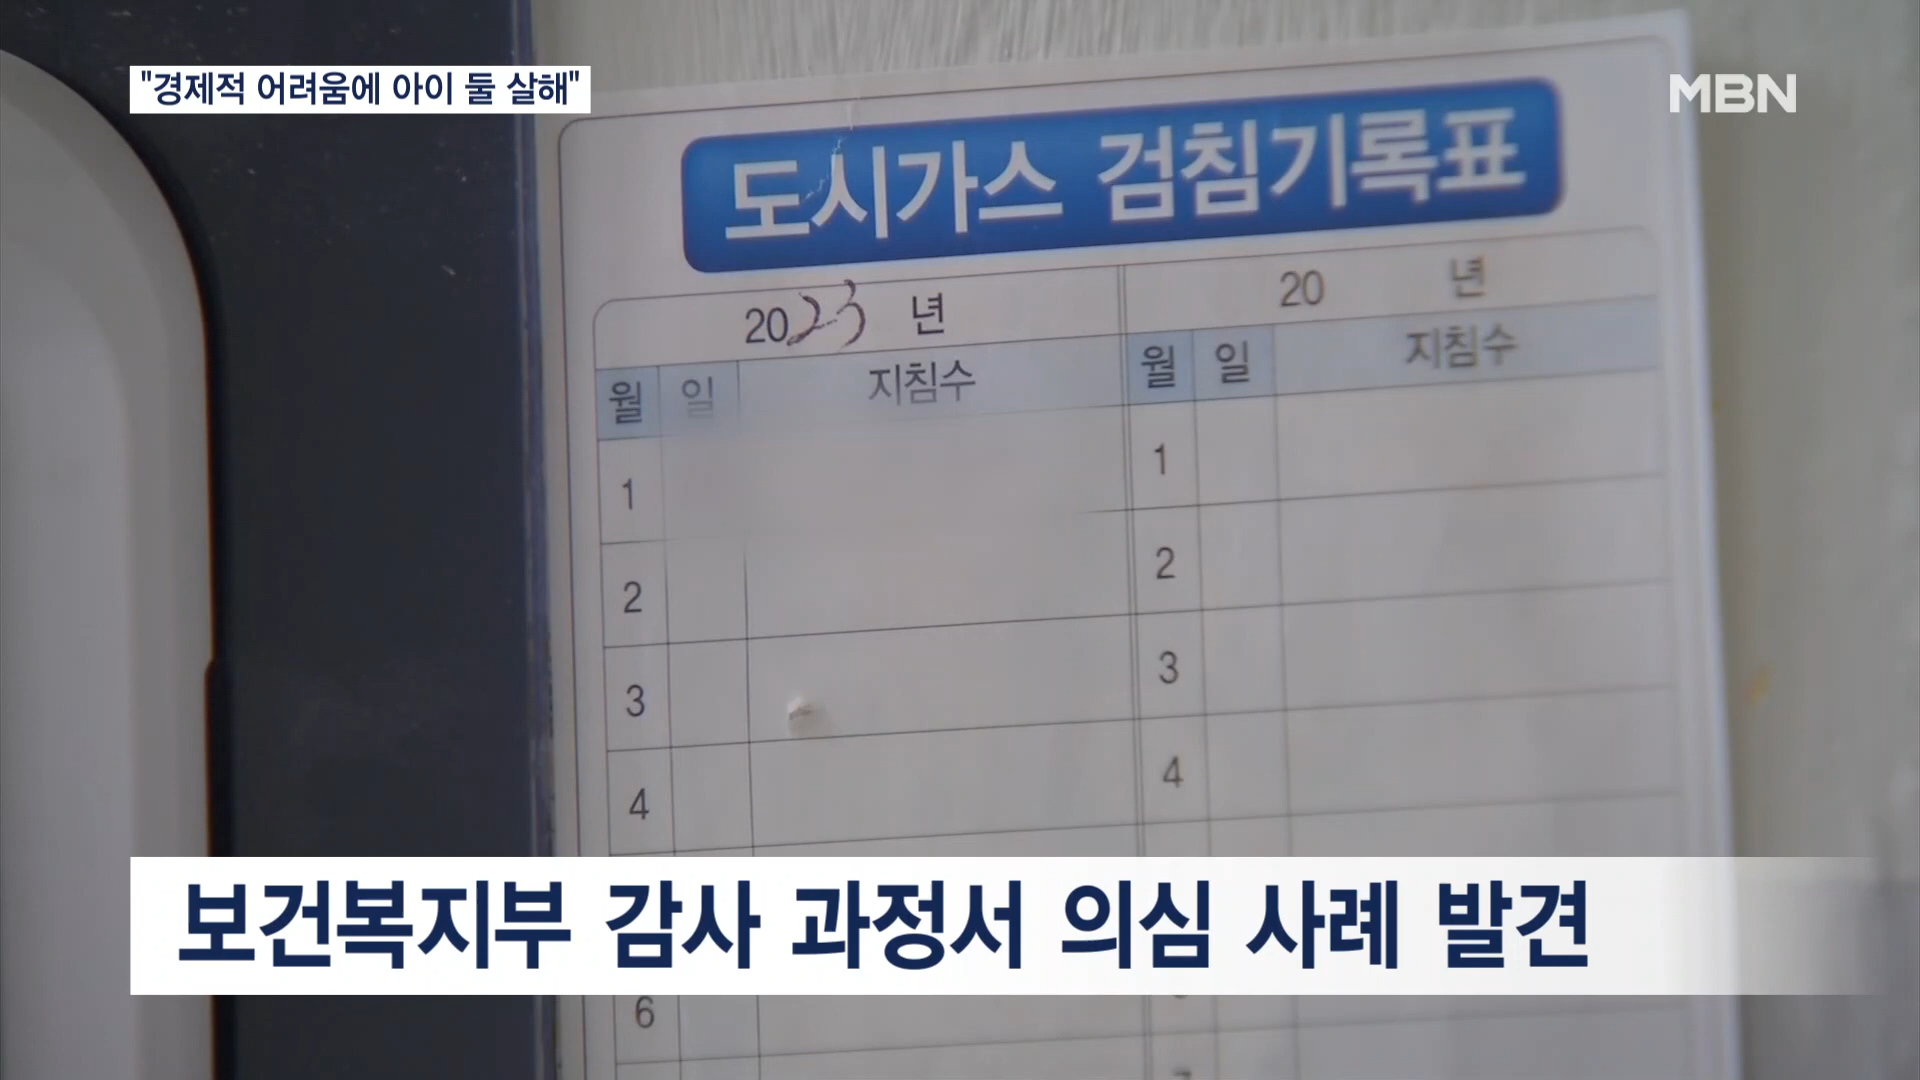 "경제적 어려움에 아이 둘 살해"
MBN
도시가스 검침기록표
2023 년
20 년
월 일 지침수
월 일 지침수
1
1
2
2
3
3
4
4
보건복지부 감사 과정서 의심 사례 발견
6